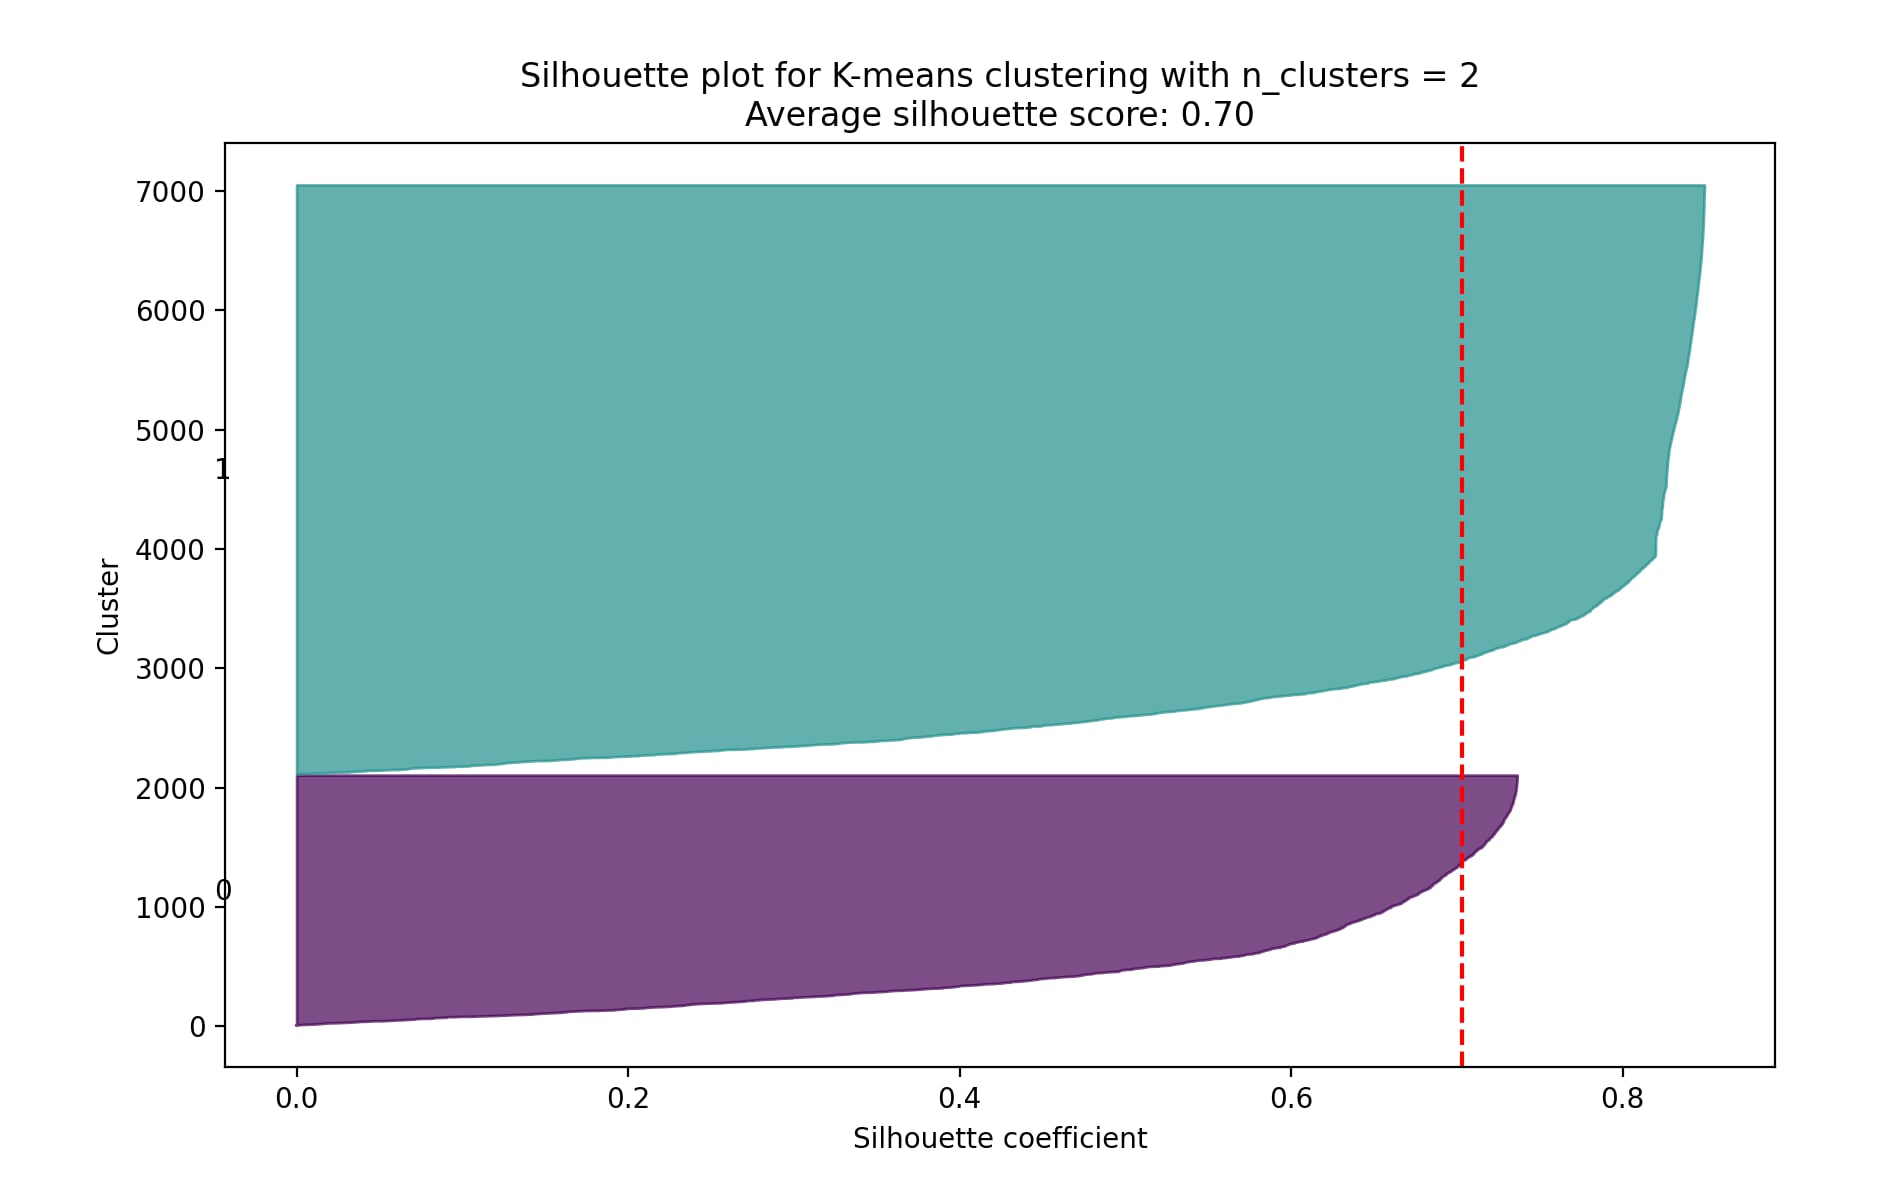 Silhouette plot for K-means clustering with n_clusters = 2
Average silhouette score: 0.70
7000
6000
5000
1
4000
Cluster
3000
2000
0
1000
0
0.0 0.2 0.4 0.6 0.8
Silhouette coefficient